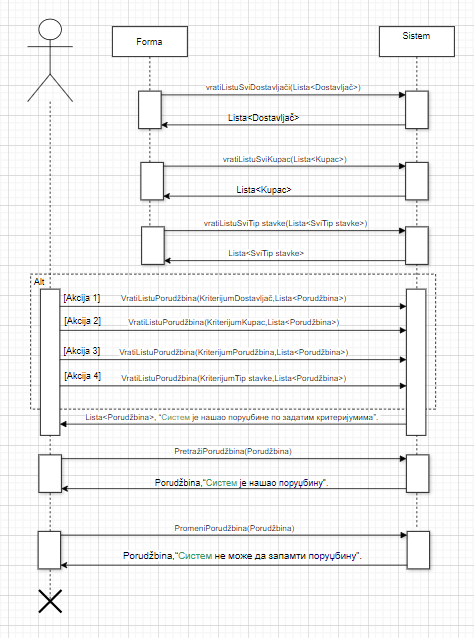 Forma
Sistem
vratiListuSviDostavljači(Lista<Dostavljač>)
Lista<Dostavljač>
vratiListuSviKupac(Lista<Kupac>)
Lista<Kupac>
vratiListuSviTip stavke(Lista<SviTip stavke>)
Lista<SviTip stavke>
Alt
[Akcija 1] VratiListuPorudžbina(KriterijumDostavljač,Lista<Porudžbina>)
[Akcija 2] VratiListuPorudžbina(KriterijumKupac,Lista<Porudžbina>)
[Akcija 3] VratiListuPorudžbina(KriterijumPorudžbina,Lista<Porudžbina>)
[Akcija 4] VratiListuPorudžbina(KriterijumTip stavke,Lista<Porudžbina>)
Lista<Porudžbina>, “Систем је нашао поруџбине по задатим критеријумима”.
PretražiPorudžbina(Porudžbina)
Porudžbina,“Систем је нашао поруџбину”.
PromeniPorudžbina(Porudžbina)
Porudžbina,“Систем не може да запамти поруџбину”.